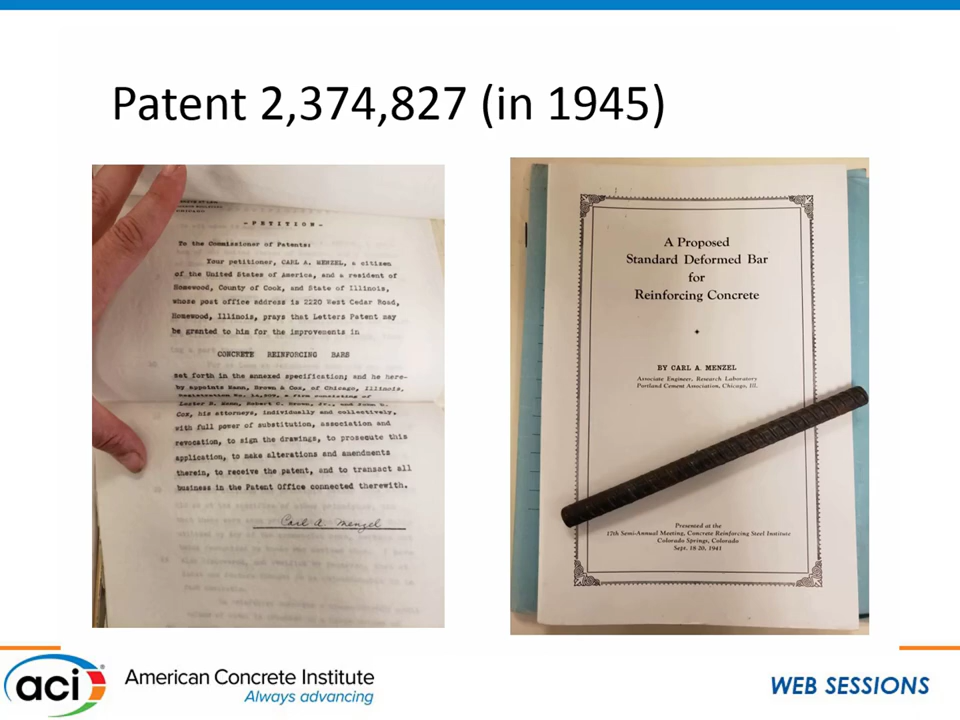 Patent 2,374,827 (in 1945)
- PETITION -
To the Commissioner of Patents:
Your petitioner, CARL A. MENZEL, a citizen
of the United States of America, and a resident of
Homewood, County of Cook, and State of Illinois,
whose post office address is 2220 West Cedar Road,
Homewood, Illinois, prays that Letters Patent may
be granted to him for the improvements in
CONCRETE REINFORCING BARS
set forth in the annexed specification; and he here-
by appoints Mann, Brown & Cox, of Chicago, Illinois,
Cox, his attorneys, individually and collectively,
with full power of substitution, association and
revocation, to sign the drawings, to prosecute this
application, to make alterations and amendments
therein, to receive the patent, and to transact all
business in the Patent Office connected therewith.
Carl A Menzel
A Proposed
Standard Deformed Bar
for
Reinforcing Concrete
BY CARL A. MENZEL
Associate Engineer, Research Laboratory
Portland Cement Association, Chicago, Ill.
Presented at the
17th Semi-Annual Meeting, Concrete Reinforcing Steel Institute
Colorado Springs, Colorado
Sept. 18-20, 1941
aci
American Concrete Institute
Always advancing
WEB SESSIONS